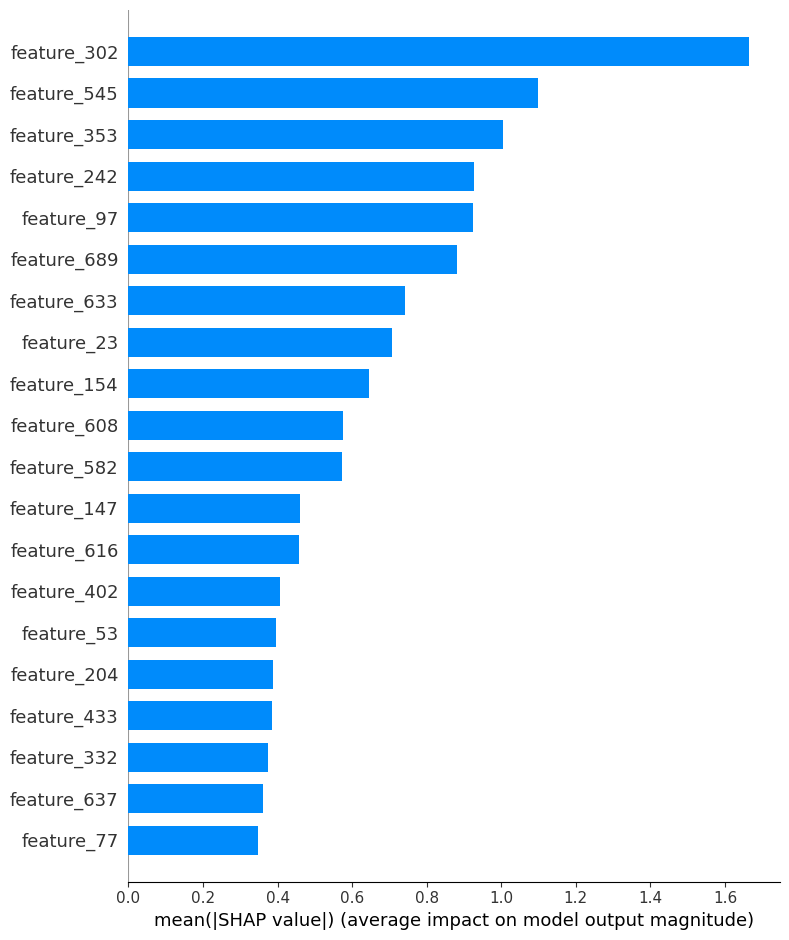 feature_302
feature_545
feature_353
feature_242
feature_97
feature_689
feature_633
feature_23
feature_154
feature_608
feature_582
feature_147
feature_616
feature_402
feature_53
feature_204
feature_433
feature_332
feature_637
feature_77
0.0 0.2 0.4 0.6 0.8 1.0 1.2 1.4 1.6
mean(|SHAP value|) (average impact on model output magnitude)